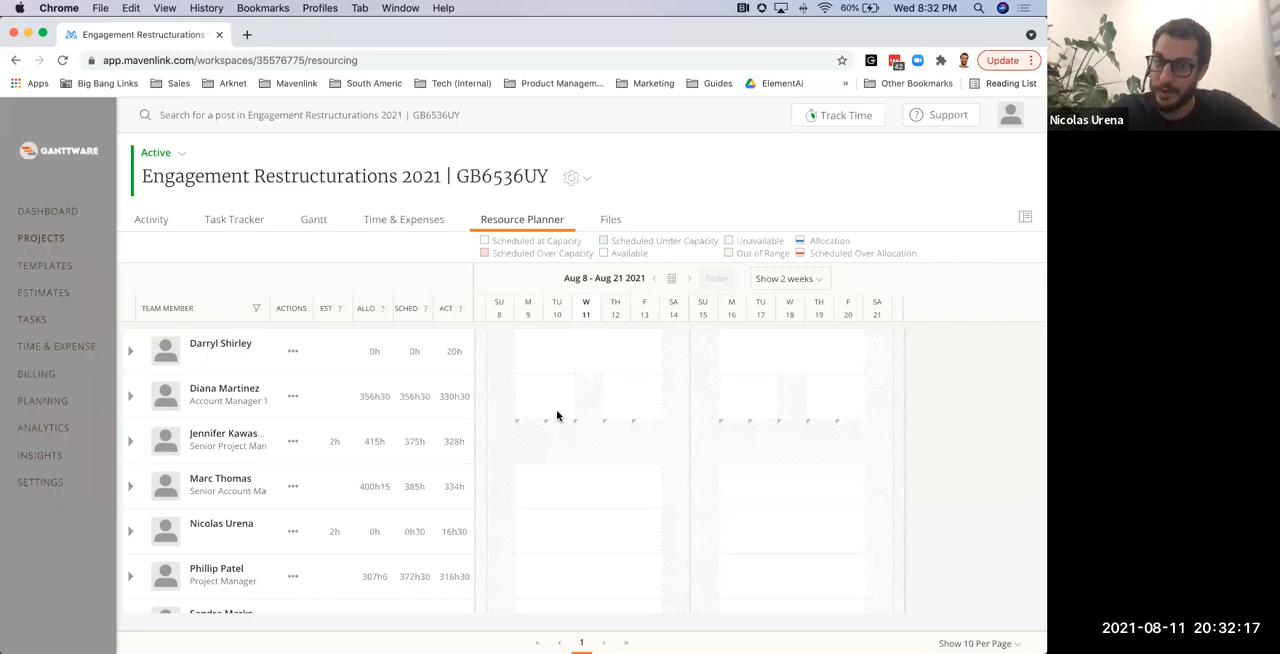 Chrome File Edit View History Bookmarks Profiles Tab Window Help 60% Wed 8:32 PM
Engagement Restructurations
app.mavenlink.com/workspaces/35576775/resourcing 42 Update
Apps Big Bang Links Sales Arknet Mavenlink South Americ Tech (Internal) Product Managem... Marketing Guides ElementAi » Other Bookmarks Reading List
Search for a post in Engagement Restructurations 2021 | GB6536UY Track Time Support
Nicolas Urena
GANTTWARE
DASHBOARD
PROJECTS
TEMPLATES
ESTIMATES
TASKS
TIME & EXPENSE
BILLING
PLANNING
ANALYTICS
INSIGHTS
SETTINGS
Active
Engagement Restructurations 2021 | GB6536UY
Activity Task Tracker Gantt Time & Expenses Resource Planner Files
Scheduled at Capacity Scheduled Under Capacity Unavailable Allocation
Scheduled Over Capacity Available Out of Range Scheduled Over Allocation
Aug 8 - Aug 21 2021 Today Show 2 weeks
TEAM MEMBER ACTIONS EST ? ALLO ? SCHED ? ACT ?
SU M TU W TH F SA SU M TU W TH F SA
8 9 10 11 12 13 14 15 16 17 18 19 20 21
Darryl Shirley ••• 0h 0h 20h
Diana Martinez
Account Manager 1 ••• 356h30 356h30 330h30
Jennifer Kawas...
Senior Project Man ••• 2h 415h 375h 328h
Marc Thomas
Senior Account Ma ••• 400h15 385h 334h
Nicolas Urena ••• 2h 0h 0h30 16h30
Phillip Patel
Project Manager ••• 307h6 372h30 316h30
Sandra Marks
« ‹ 1 › » Show 10 Per Page
2021-08-11 20:32:17